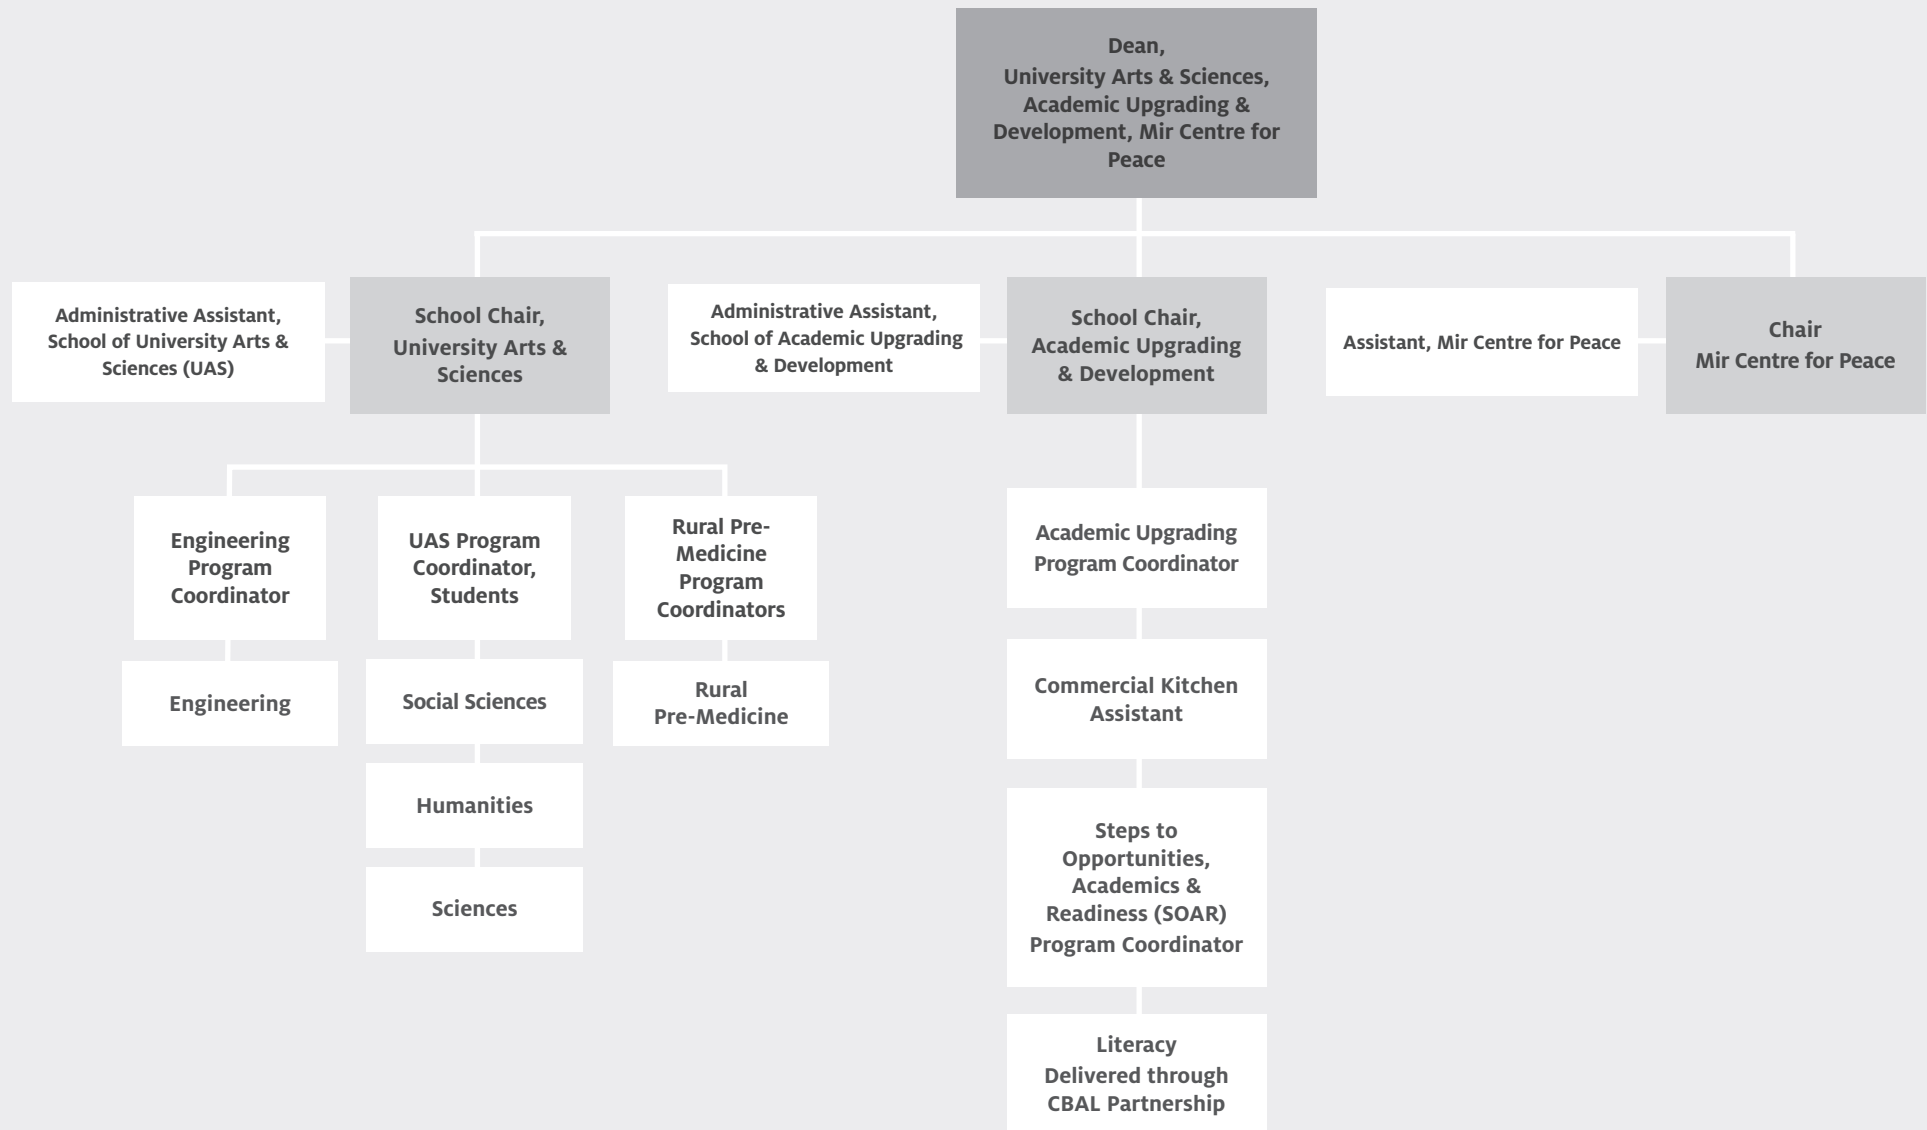 Dean,
University Arts & Sciences,
Academic Upgrading &
Development, Mir Centre for
Peace
Administrative Assistant,
School of University Arts &
Sciences (UAS)
School Chair,
University Arts &
Sciences
Administrative Assistant,
School of Academic Upgrading
& Development
School Chair,
Academic Upgrading
& Development
Assistant, Mir Centre for Peace
Chair
Mir Centre for Peace
Engineering
Program
Coordinator
UAS Program
Coordinator,
Students
Rural Pre-
Medicine
Program
Coordinators
Academic Upgrading
Program Coordinator
Engineering
Social Sciences
Rural
Pre-Medicine
Commercial Kitchen
Assistant
Humanities
Sciences
Steps to
Opportunities,
Academics &
Readiness (SOAR)
Program Coordinator
Literacy
Delivered through
CBAL Partnership